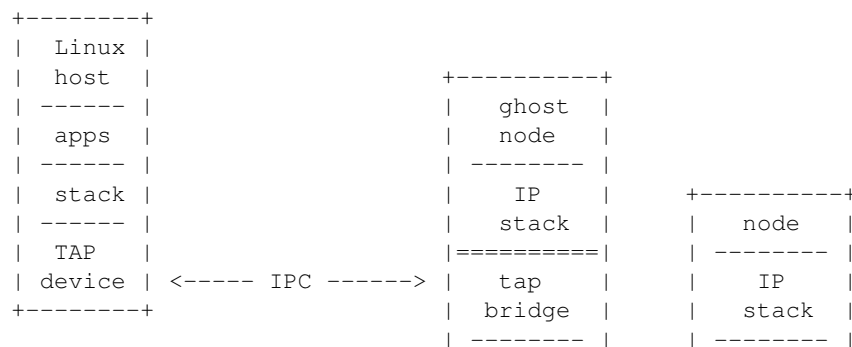 +--------+
|  Linux |
|  host  |                    +----------+
| ------ |                    |   ghost  |
|  apps  |                    |   node   |
| ------ |                    | -------- |
|  stack |                    |    IP    |     +----------+
| ------ |                    |   stack  |     |   node   |
|  TAP   |                    |==========|     | -------- |
| device | <----- IPC ------> |   tap    |     |    IP    |
+--------+                    |  bridge  |     |   stack  |
                              | -------- |     | -------- |